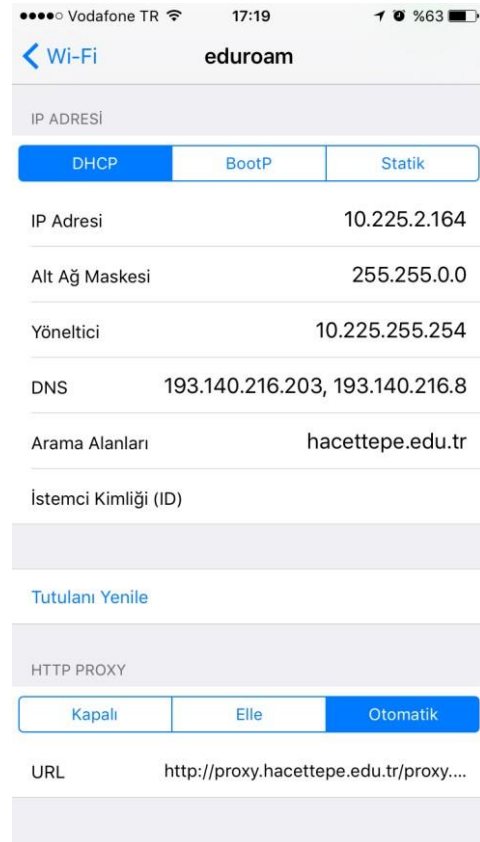 Vodafone TR 17:19 %63
Wi-Fi eduroam
IP ADRESİ
DHCP BootP Statik
IP Adresi 10.225.2.164
Alt Ağ Maskesi 255.255.0.0
Yöneltici 10.225.255.254
DNS 193.140.216.203, 193.140.216.8
Arama Alanları hacettepe.edu.tr
İstemci Kimliği (ID)
Tutulanı Yenile
HTTP PROXY
Kapalı Elle Otomatik
URL http://proxy.hacettepe.edu.tr/proxy....